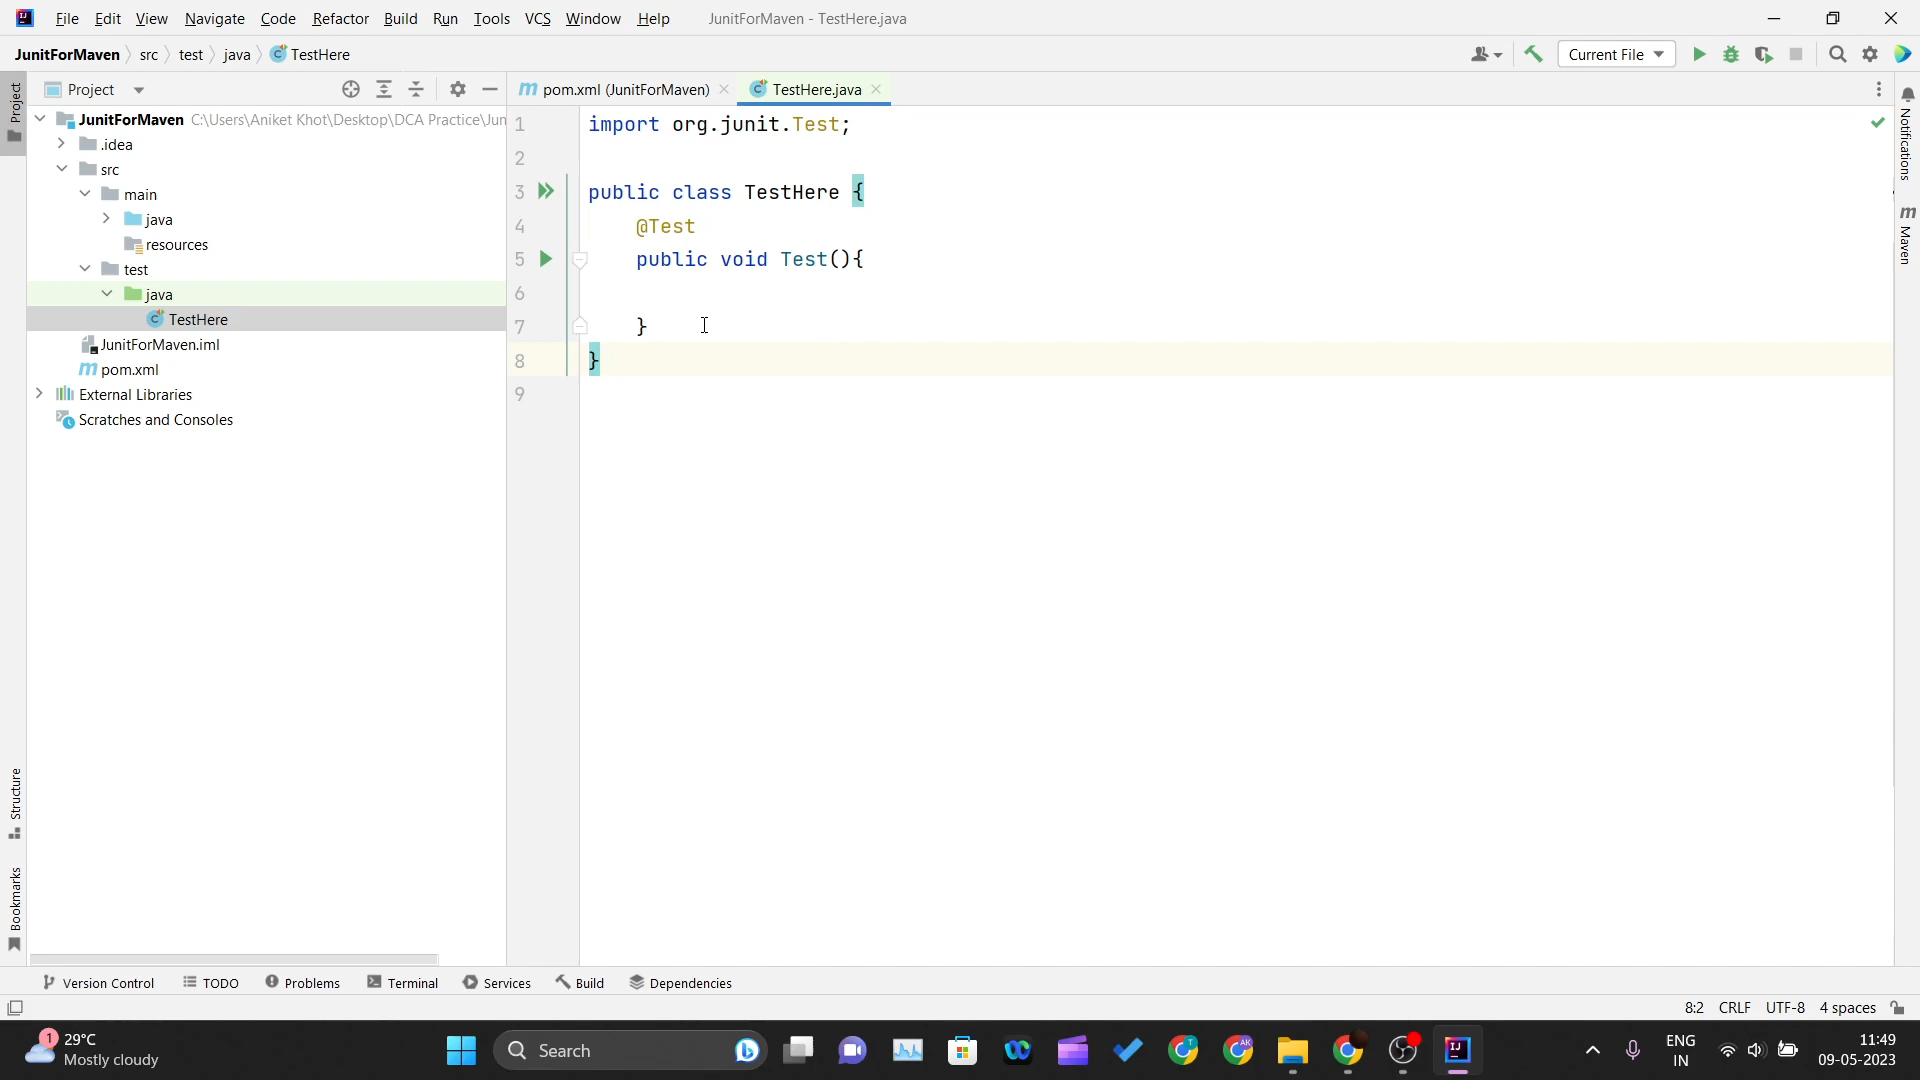 File Edit View Navigate Code Refactor Build Run Tools VCS Window Help JunitForMaven - TestHere.java
JunitForMaven src test java TestHere Current File
Project
pom.xml (JunitForMaven) TestHere.java
Project
JunitForMaven C:\Users\Aniket Khot\Desktop\DCA Practice\Jun
.idea
src
main
java
resources
test
java
TestHere
JunitForMaven.iml
pom.xml
External Libraries
Scratches and Consoles
1 import org.junit.Test;
2
3 public class TestHere {
4 @Test
5 public void Test(){
6
7 }
8 }
9
Notifications
Maven
Structure
Bookmarks
Version Control TODO Problems Terminal Services Build Dependencies
8:2 CRLF UTF-8 4 spaces
1
29°C
Mostly cloudy
Search
T
AK
ENG
IN
11:49
09-05-2023